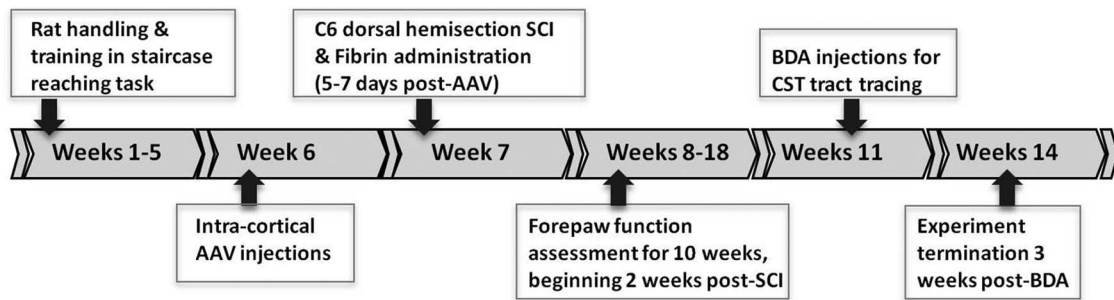 Rat handling &
training in staircase
reaching task
C6 dorsal hemisection SCI
& Fibrin administration
(5-7 days post-AAV)
BDA injections for
CST tract tracing
Weeks 1-5
Week 6
Week 7
Weeks 8-18
Weeks 11
Weeks 14
Intra-cortical
AAV injections
Forepaw function
assessment for 10 weeks,
beginning 2 weeks post-SCI
Experiment
termination 3
weeks post-BDA